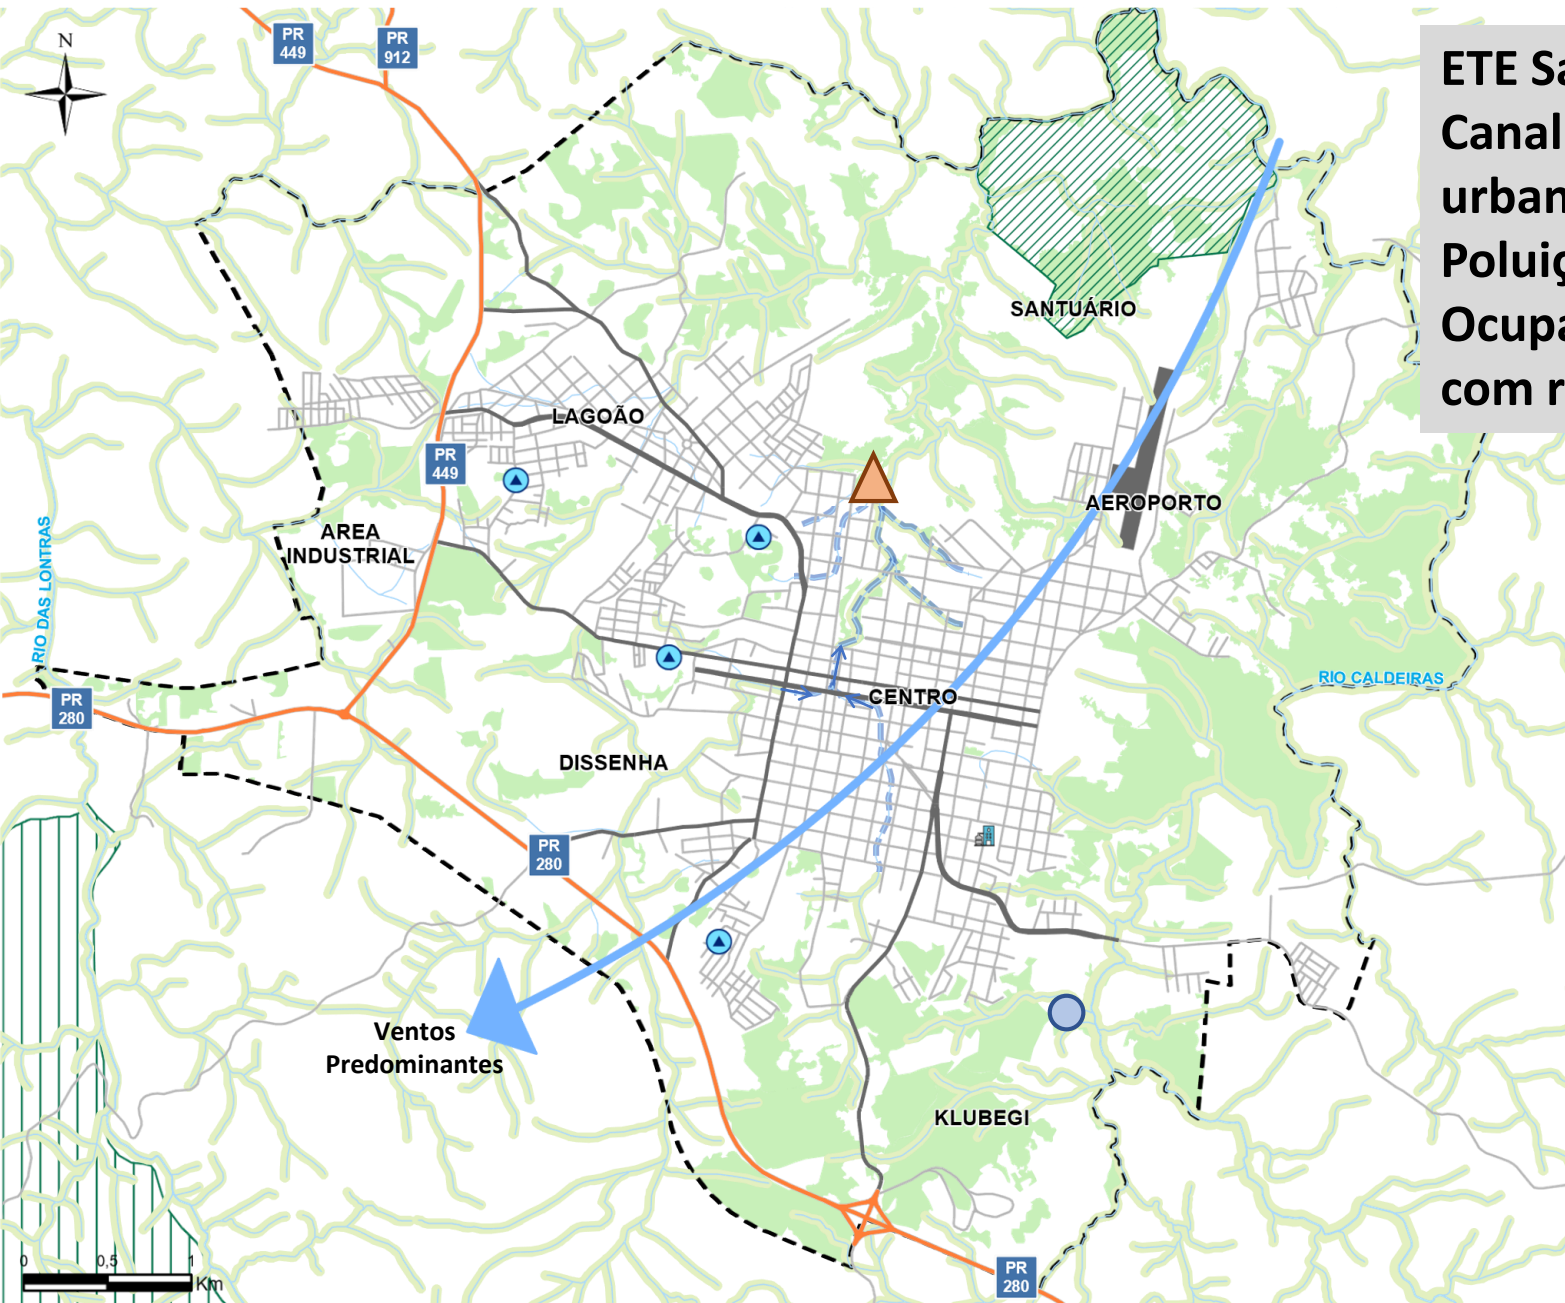 PR
449
PR
912
N
ETE Sa
Canal
urban
Poluiç
Ocupa
com r
SANTUÁRIO
LAGOÃO
PR
449
AEROPORTO
AREA
INDUSTRIAL
RIO DAS LONTRAS
RIO CALDEIRAS
PR
280
CENTRO
DISSENHA
PR
280
Ventos
Predominantes
KLUBEGI
0 0,5 1
Km
PR
280